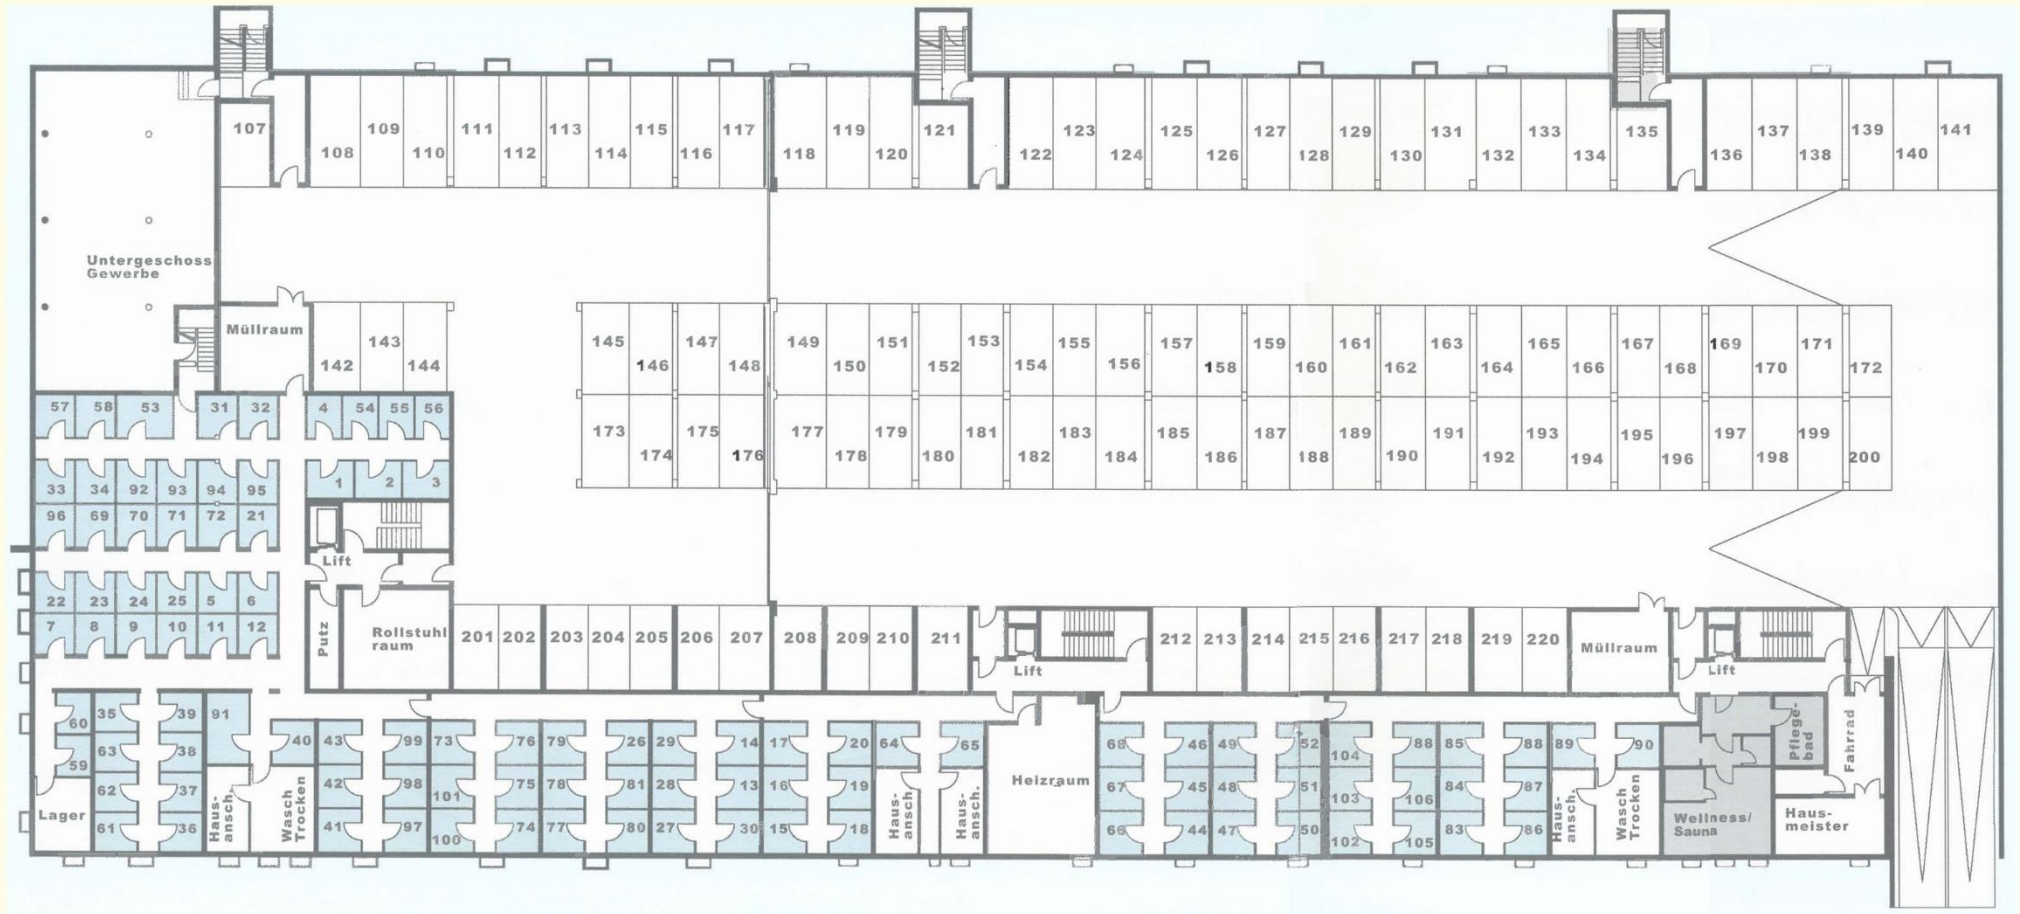 107 109 111 113 115 117 119 121 123 125 127 129 131 133 135 137 139 141
108 110 112 114 116 118 120 122 124 126 128 130 132 134 136 138 140
Untergeschoss
Gewerbe
Müllraum
143 145 147 149 151 153 155 157 159 161 163 165 167 169 171
142 144 146 148 150 152 154 156 158 160 162 164 166 168 170 172
57 58 53 31 32 4 54 55 56
173 175 177 179 181 183 185 187 189 191 193 195 197 199
174 176 178 180 182 184 186 188 190 192 194 196 198 200
33 34 92 93 94 95 1 2 3
96 69 70 71 72 21
Lift
22 23 24 25 5 6
7 8 9 10 11 12
Putz
Rollstuhl
raum
201 202 203 204 205 206 207 208 209 210 211
Lift
212 213 214 215 216 217 218 219 220
Müllraum
Lift
60 35 39 91
59 63 38 40 43 99 73 76 79 26 29 14 17 20 64 65
62 37 42 98 101 75 78 81 28 13 16 19
61 36 41 97 100 74 77 80 27 30 15 18
Lager
Haus-
ansch.
Wasch
Trocken
Haus-
ansch.
Haus-
ansch.
Heizraum
68 46 49 52 104 88 85 88 89 90
67 45 48 51 103 106 84 87
66 44 47 50 102 105 83 86
Haus-
ansch.
Wasch
Trocken
Pflege-
bad
Fahrrad
Wellness/
Sauna
Haus-
meister